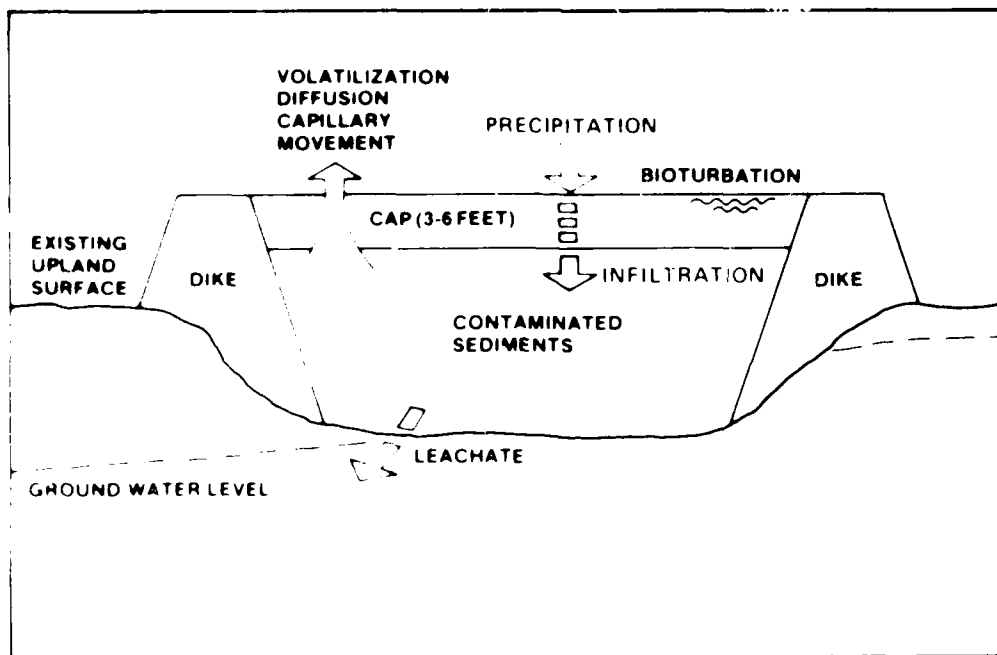 VOLATILIZATION
DIFFUSION
CAPILLARY
MOVEMENT
PRECIPITATION
BIOTURBATION
CAP (3-6 FEET)
EXISTING
UPLAND
SURFACE
DIKE
INFILTRATION
DIKE
CONTAMINATED
SEDIMENTS
LEACHATE
GROUND WATER LEVEL